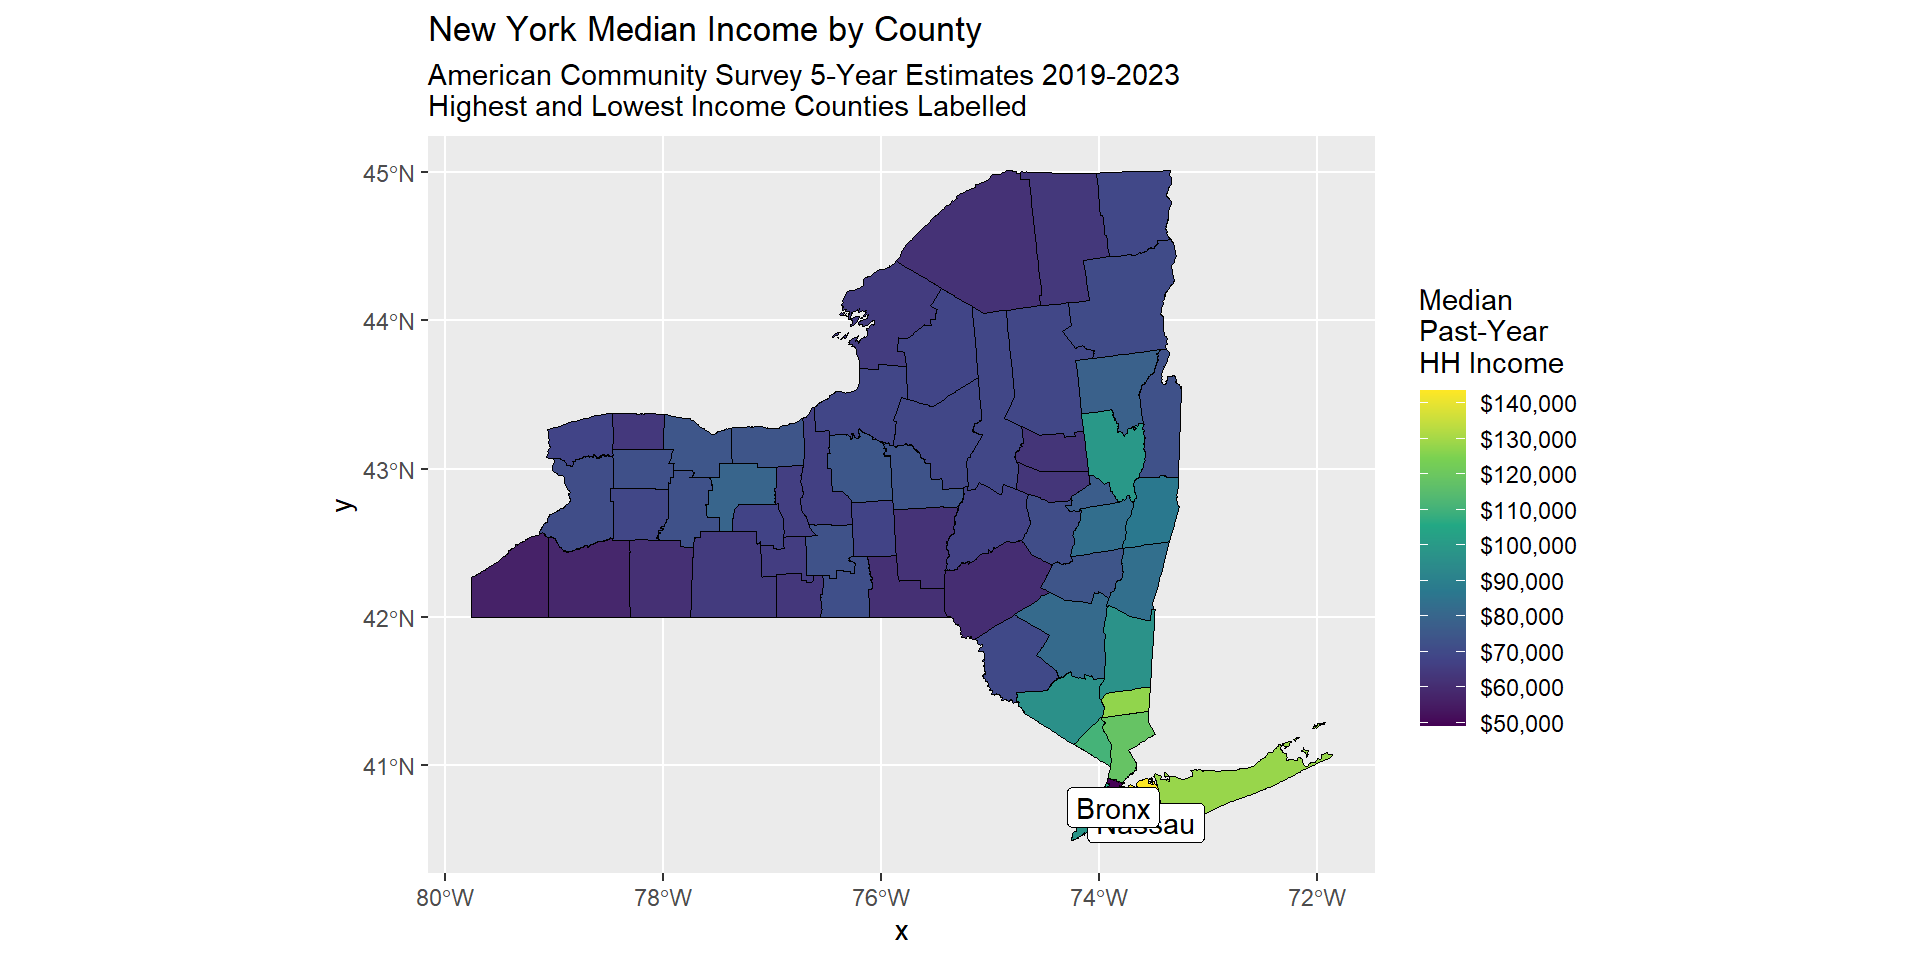 New York Median Income by County
American Community Survey 5-Year Estimates 2019-2023
Highest and Lowest Income Counties Labelled
45°N
44°N
43°N
42°N
41°N
y
Bronx
Nassau
80°W
78°W
76°W
74°W
72°W
x
Median
Past-Year
HH Income
$140,000
$130,000
$120,000
$110,000
$100,000
$90,000
$80,000
$70,000
$60,000
$50,000